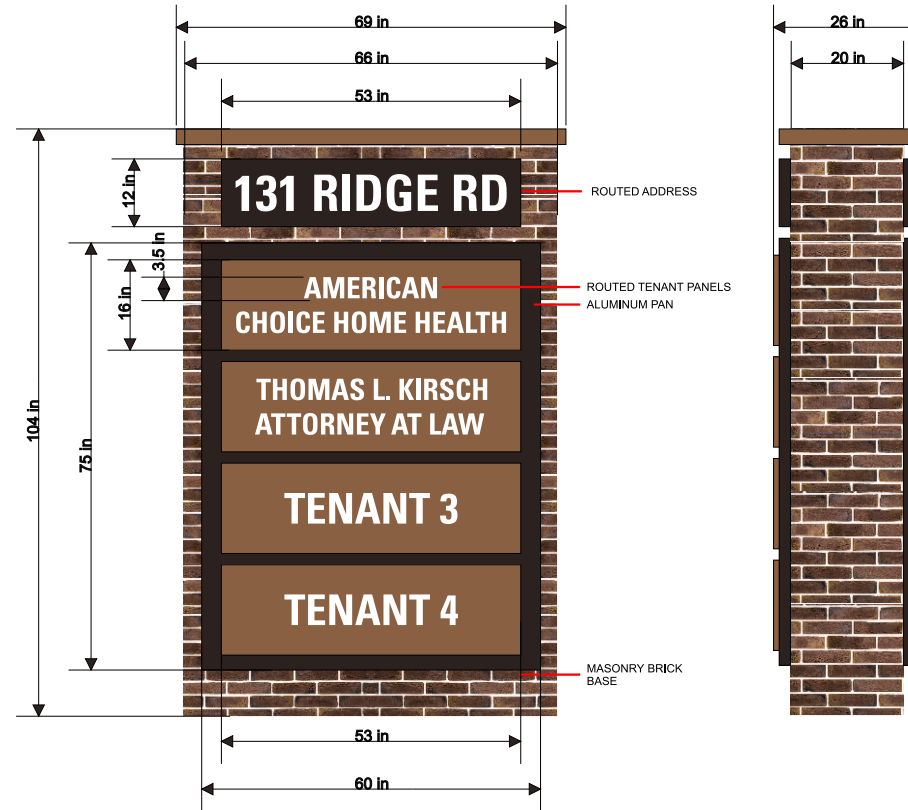 69 in
26 in
66 in
20 in
53 in
12 in
131 RIDGE RD
ROUTED ADDRESS
3.5 in
16 in
AMERICAN
CHOICE HOME HEALTH
ROUTED TENANT PANELS
ALUMINUM PAN
THOMAS L. KIRSCH
ATTORNEY AT LAW
104 in
75 in
TENANT 3
TENANT 4
MASONRY BRICK
BASE
53 in
60 in